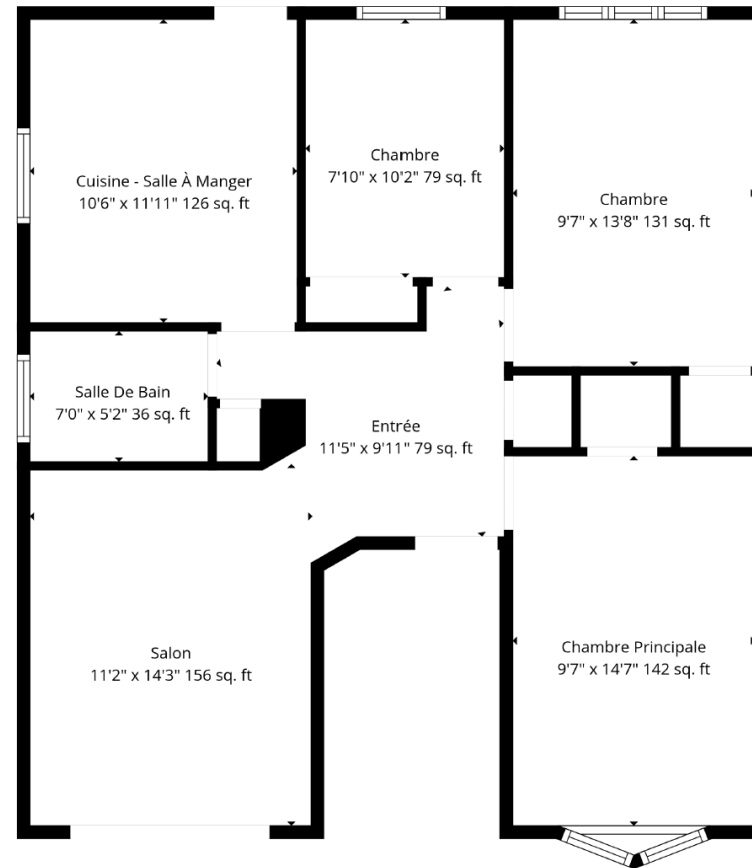 Cuisine - Salle À Manger
10'6" x 11'11" 126 sq. ft
Chambre
7'10" x 10'2" 79 sq. ft
Chambre
9'7" x 13'8" 131 sq. ft
Salle De Bain
7'0" x 5'2" 36 sq. ft
Entrée
11'5" x 9'11" 79 sq. ft
Salon
11'2" x 14'3" 156 sq. ft
Chambre Principale
9'7" x 14'7" 142 sq. ft